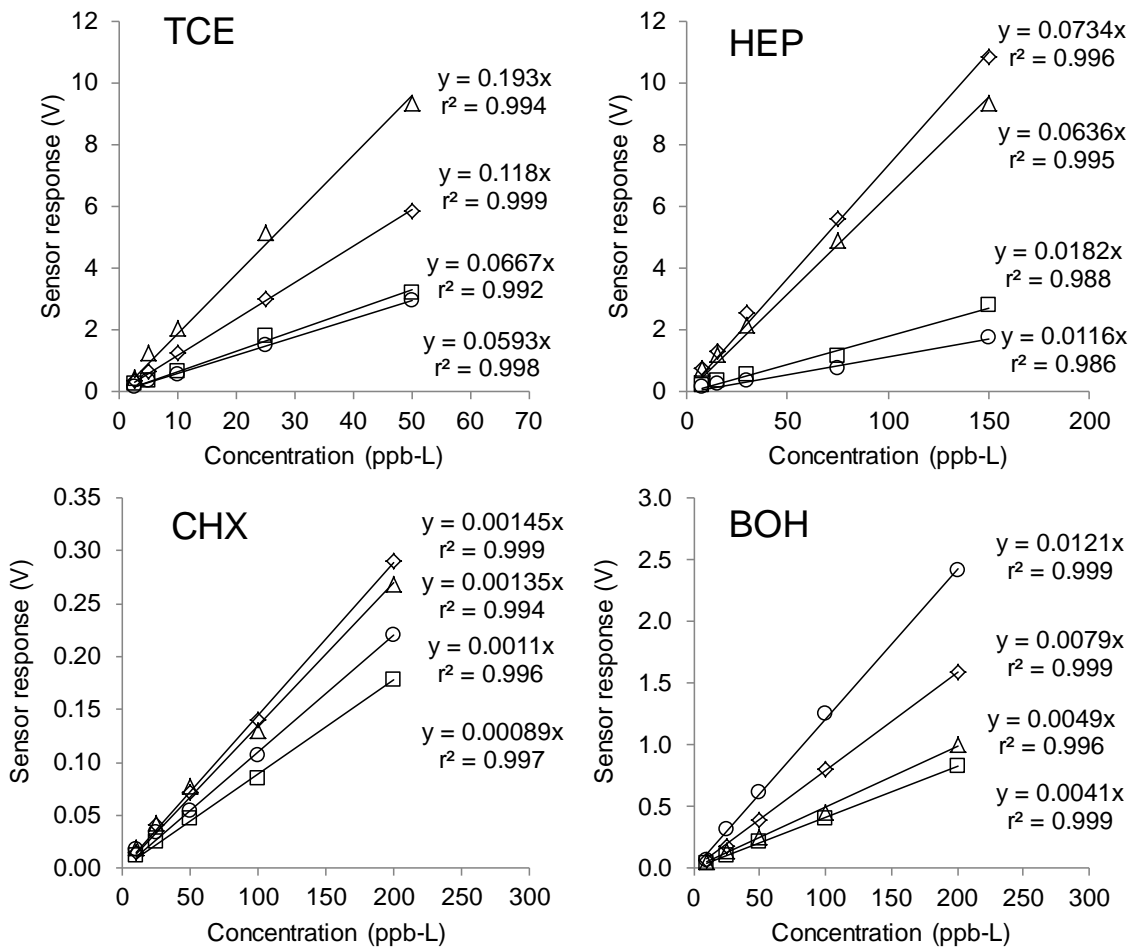 TCE
12
10
8
6
4
2
0
Sensor response (V)
y = 0.193x
r² = 0.994
y = 0.118x
r² = 0.999
y = 0.0667x
r² = 0.992
y = 0.0593x
r² = 0.998
0 10 20 30 40 50 60 70
Concentration (ppb-L)
HEP
12
10
8
6
4
2
0
Sensor response (V)
y = 0.0734x
r² = 0.996
y = 0.0636x
r² = 0.995
y = 0.0182x
r² = 0.988
y = 0.0116x
r² = 0.986
0 50 100 150 200
Concentration (ppb-L)
CHX
0.35
0.30
0.25
0.20
0.15
0.10
0.05
0.00
Sensor response (V)
y = 0.00145x
r² = 0.999
y = 0.00135x
r² = 0.994
y = 0.0011x
r² = 0.996
y = 0.00089x
r² = 0.997
0 50 100 150 200 250 300
Concentration (ppb-L)
BOH
3.0
2.5
2.0
1.5
1.0
0.5
0.0
Sensor response (V)
y = 0.0121x
r² = 0.999
y = 0.0079x
r² = 0.999
y = 0.0049x
r² = 0.996
y = 0.0041x
r² = 0.999
0 50 100 150 200 250 300
Concentration (ppb-L)